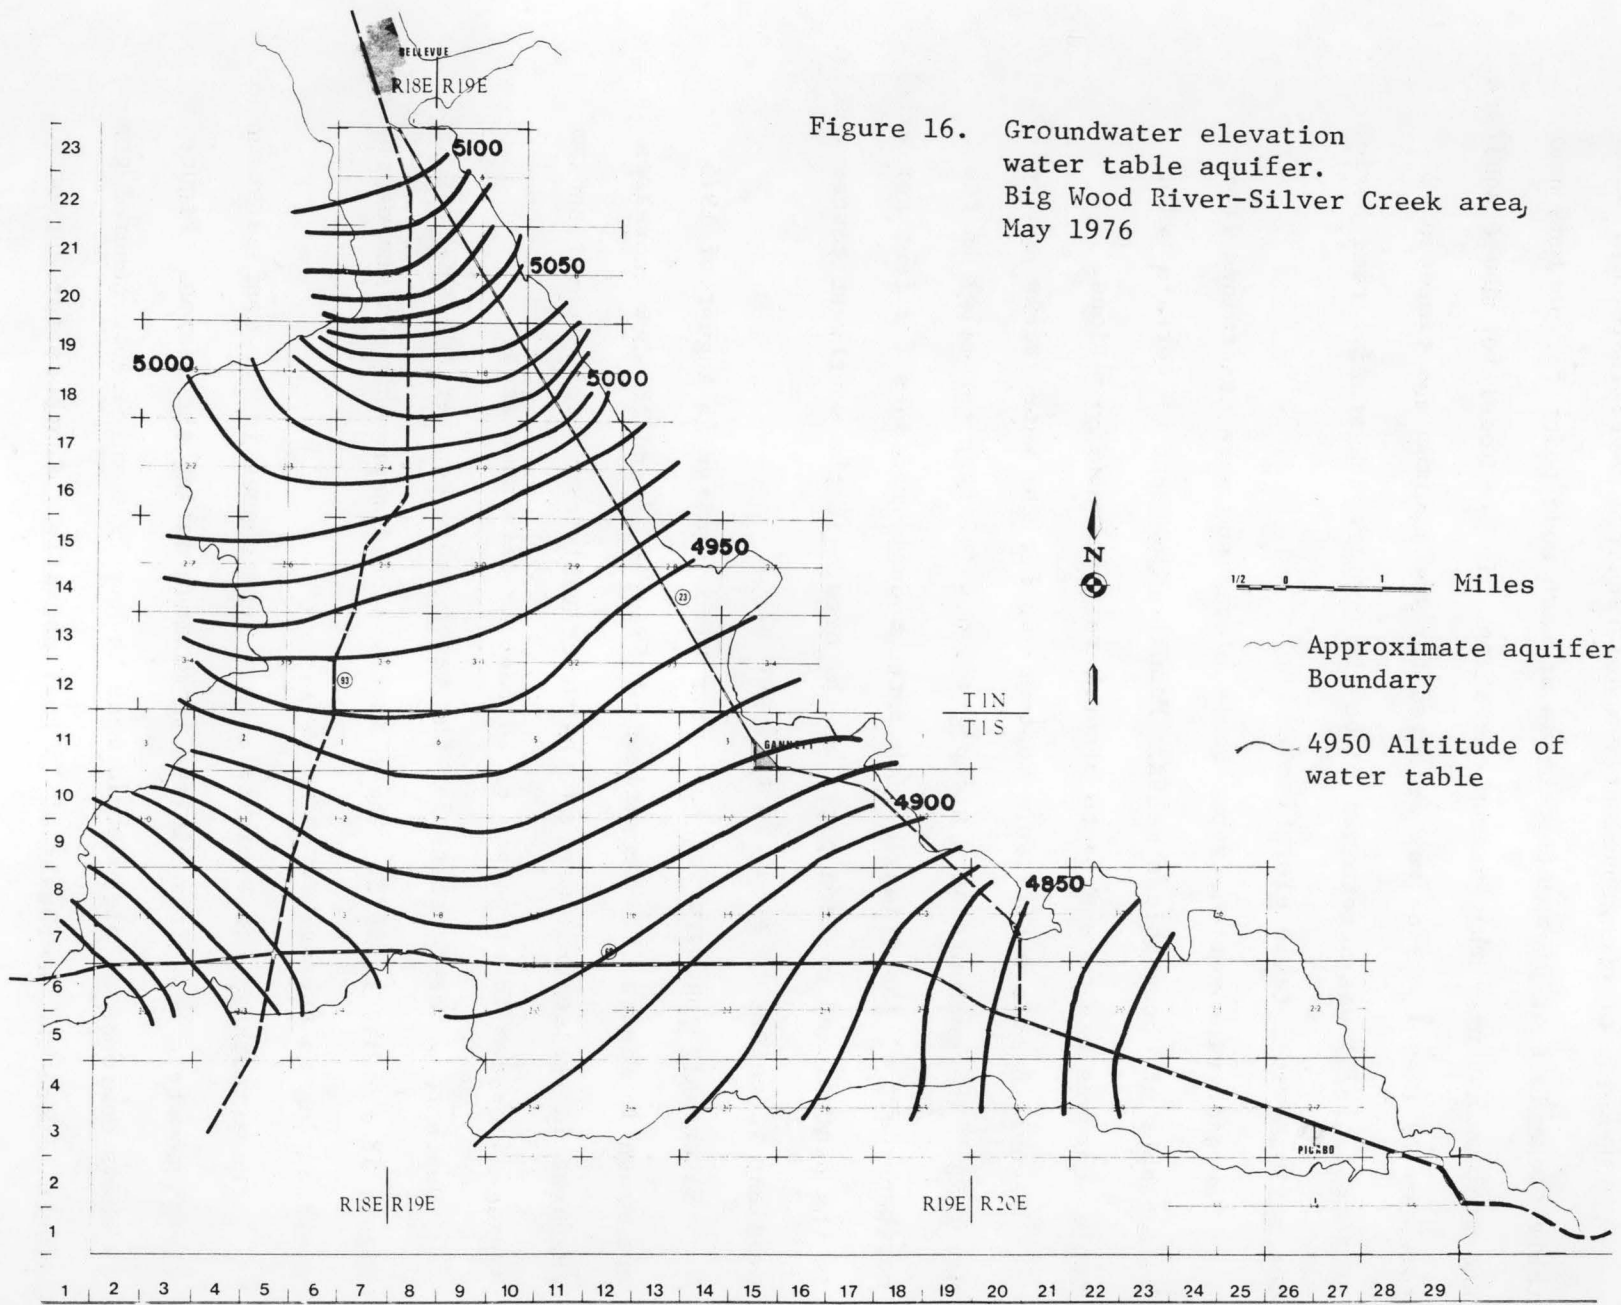 BELLEVUE
R18E R19E
Figure 16. Groundwater elevation
water table aquifer.
Big Wood River-Silver Creek area,
May 1976
23
22
21
20
19
18
17
16
15
14
13
12
11
10
9
8
7
6
5
4
3
2
1
5100
5050
5000
5000
4950
4900
4850
23
93
68
N
1/2 0 1 Miles
Approximate aquifer
Boundary
4950 Altitude of
water table
T1N
T1S
GANNETT
PICABO
R18E R19E
R19E R20E
1 2 3 4 5 6 7 8 9 10 11 12 13 14 15 16 17 18 19 20 21 22 23 24 25 26 27 28 29